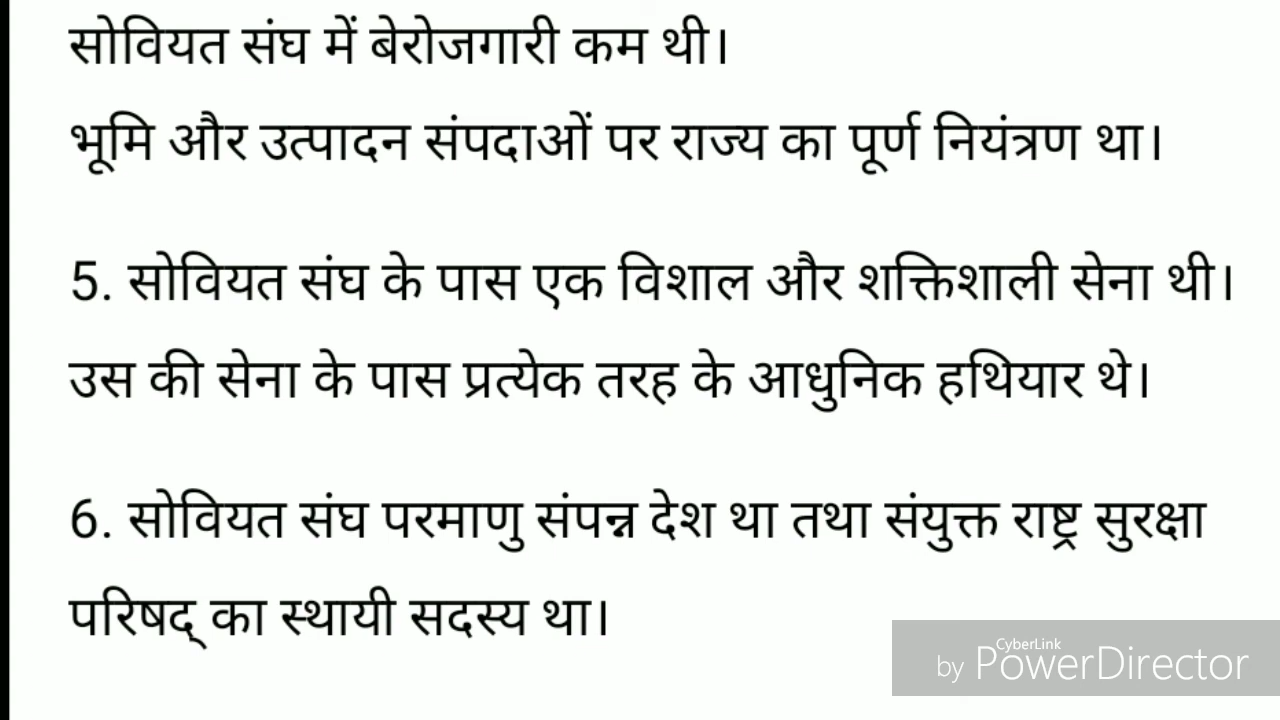 सोवियत संघ में बेरोजगारी कम थी।
भूमि और उत्पादन संपदाओं पर राज्य का पूर्ण नियंत्रण था।
5. सोवियत संघ के पास एक विशाल और शक्तिशाली सेना थी।
उस की सेना के पास प्रत्येक तरह के आधुनिक हथियार थे।
6. सोवियत संघ परमाणु संपन्न देश था तथा संयुक्त राष्ट्र सुरक्षा
परिषद् का स्थायी सदस्य था।
CyberLink
by PowerDirector